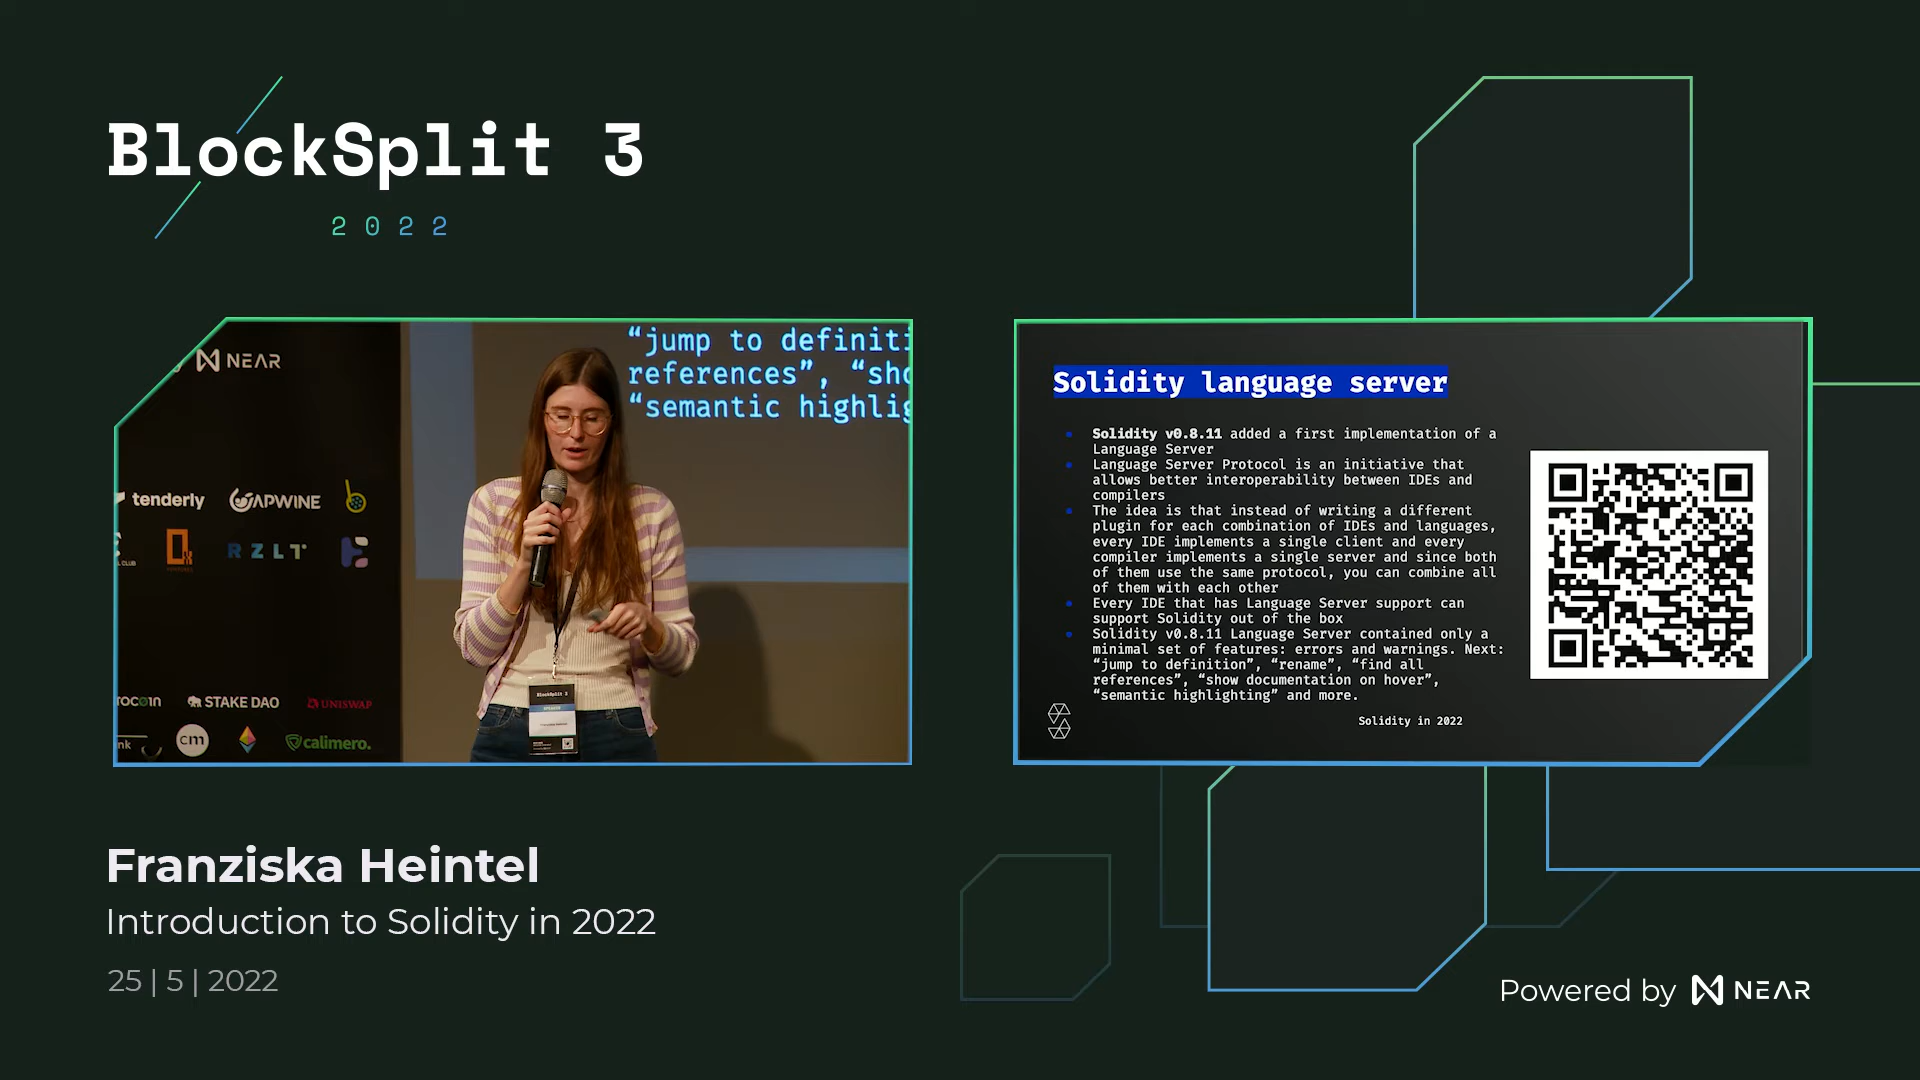 BlockSplit 3
2022
NEAR
tenderly
APWINE
RZLT
CLUB
STAKE DAO
UNISWAP
cm
calimero.
"jump to definiti
references", "sho
"semantic highlig
BlockSplit 3
Solidity language server
Solidity v0.8.11 added a first implementation of a
Language Server
Language Server Protocol is an initiative that
allows better interoperability between IDEs and
compilers
The idea is that instead of writing a different
plugin for each combination of IDEs and languages,
every IDE implements a single client and every
compiler implements a single server and since both
of them use the same protocol, you can combine all
of them with each other
Every IDE that has Language Server support can
support Solidity out of the box
Solidity v0.8.11 Language Server contained only a
minimal set of features: errors and warnings. Next:
“jump to definition”, “rename”, “find all
references”, “show documentation on hover”,
“semantic highlighting” and more.
Solidity in 2022
Franziska Heintel
Introduction to Solidity in 2022
25 | 5 | 2022
Powered by NEAR